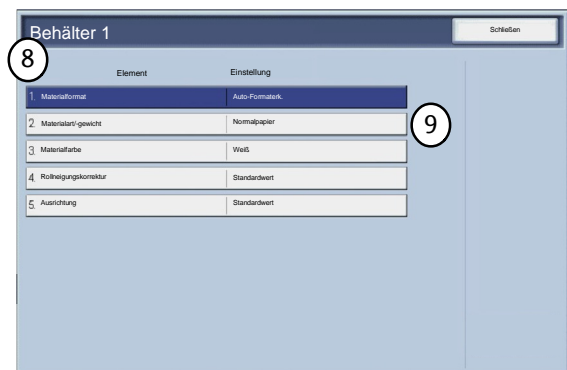 Behälter 1
Schließen
8
Element Einstellung
1. Materialformat Auto-Formaterk.
2. Materialart/-gewicht Normalpapier
9
3. Materialfarbe Weiß
4. Rollneigungskorrektur Standardwert
5. Ausrichtung Standardwert